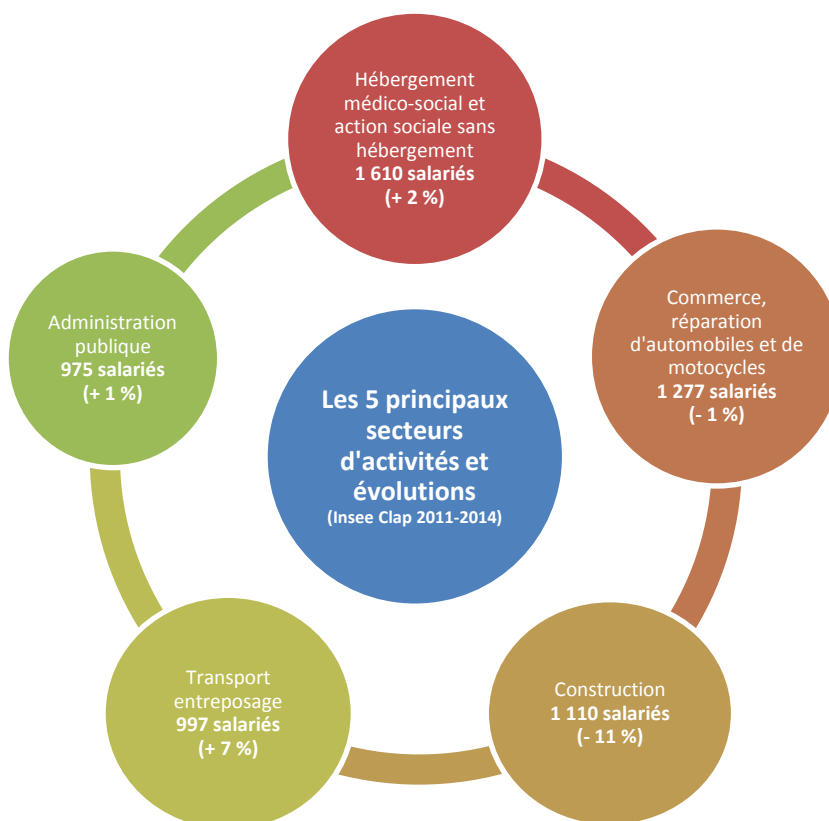 Hébergement
médico-social et
action sociale sans
hébergement
1 610 salariés
(+ 2 %)
Commerce,
réparation
d'automobiles et de
motocycles
1 277 salariés
(- 1 %)
Construction
1 110 salariés
(- 11 %)
Transport
entreposage
997 salariés
(+ 7 %)
Administration
publique
975 salariés
(+ 1 %)
Les 5 principaux
secteurs
d'activités et
évolutions
(Insee Clap 2011-2014)